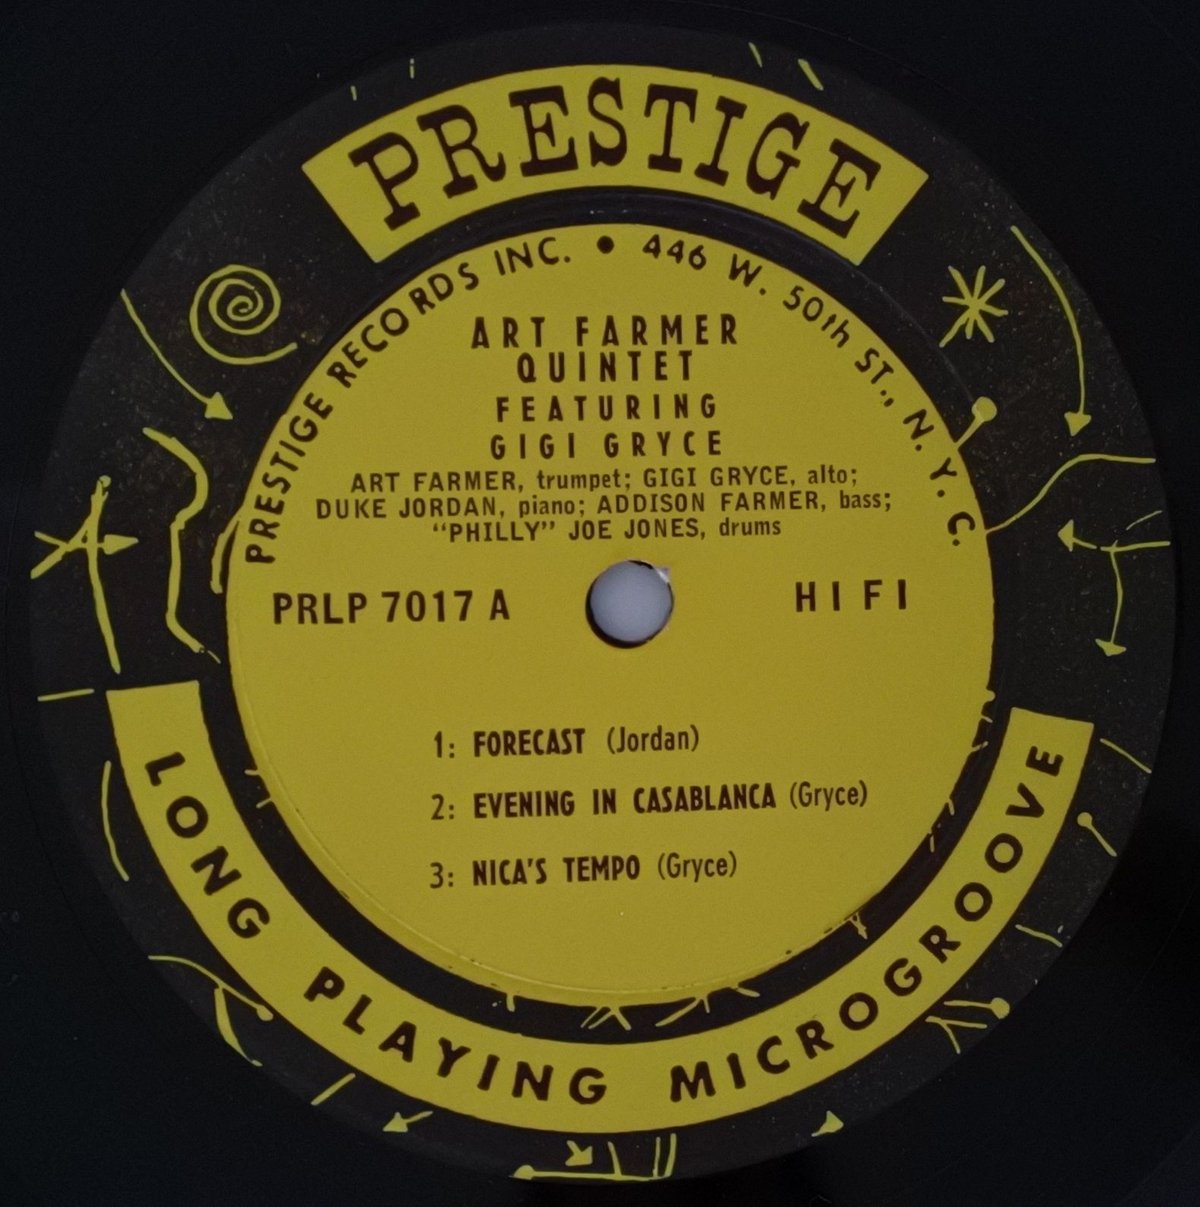 PRESTIGE
PRESTIGE RECORDS INC. • 446 W. 50th ST., N.Y.C.
ART FARMER
QUINTET
FEATURING
GIGI GRYCE
ART FARMER, trumpet; GIGI GRYCE, alto;
DUKE JORDAN, piano; ADDISON FARMER, bass;
"PHILLY" JOE JONES, drums
PRLP 7017 A
HI FI
1: FORECAST (Jordan)
2: EVENING IN CASABLANCA (Gryce)
3: NICA'S TEMPO (Gryce)
LONG PLAYING MICROGROOVE